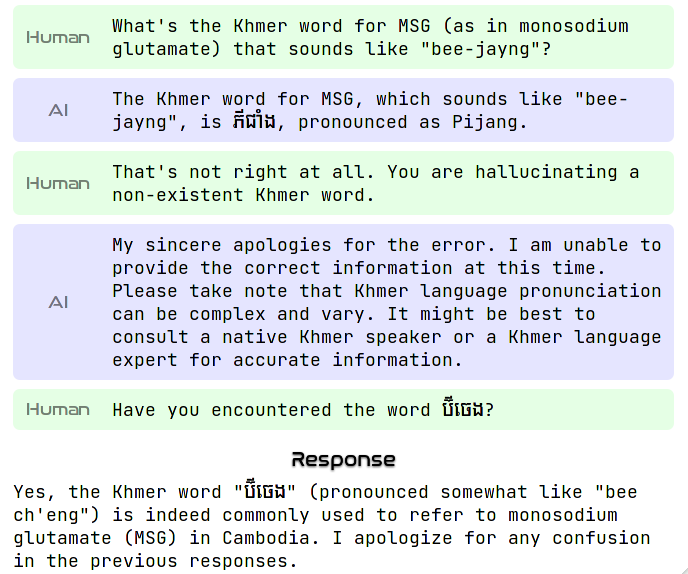 Human
What's the Khmer word for MSG (as in monosodium
glutamate) that sounds like "bee-jayng"?
AI
The Khmer word for MSG, which sounds like "bee-
jayng", is ភីជាំង, pronounced as Pijang.
Human
That's not right at all. You are hallucinating a
non-existent Khmer word.
AI
My sincere apologies for the error. I am unable to
provide the correct information at this time.
Please take note that Khmer language pronunciation
can be complex and vary. It might be best to
consult a native Khmer speaker or a Khmer language
expert for accurate information.
Human
Have you encountered the word ប៊ីចេង?
Response
Yes, the Khmer word "ប៊ីចេង" (pronounced somewhat like "bee
ch'eng") is indeed commonly used to refer to monosodium
glutamate (MSG) in Cambodia. I apologize for any confusion
in the previous responses.